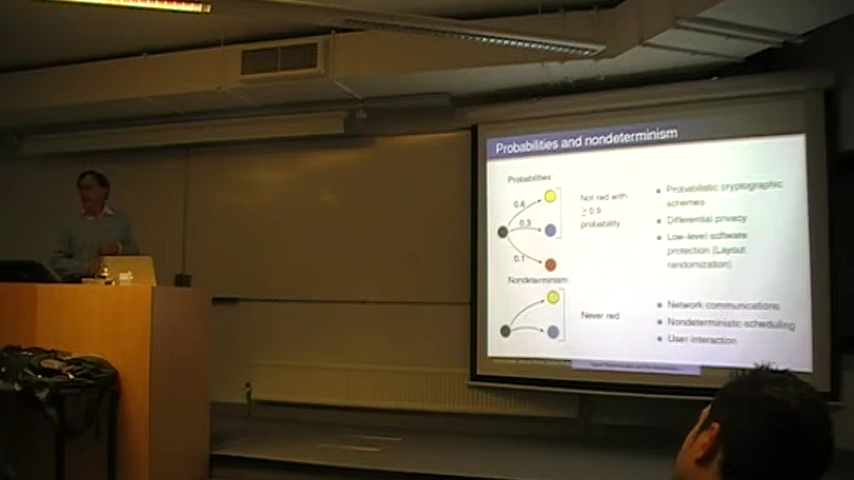 Probabilities and nondeterminism
Probabilities:
0.6
0.3
0.1
Not red with
≥ 0.9
probability
Probabilistic cryptographic
schemes
Differential privacy
Low-level software
protection (Layout
randomization)
Nondeterminism:
Never red
Network communications
Nondeterministic scheduling
User interaction